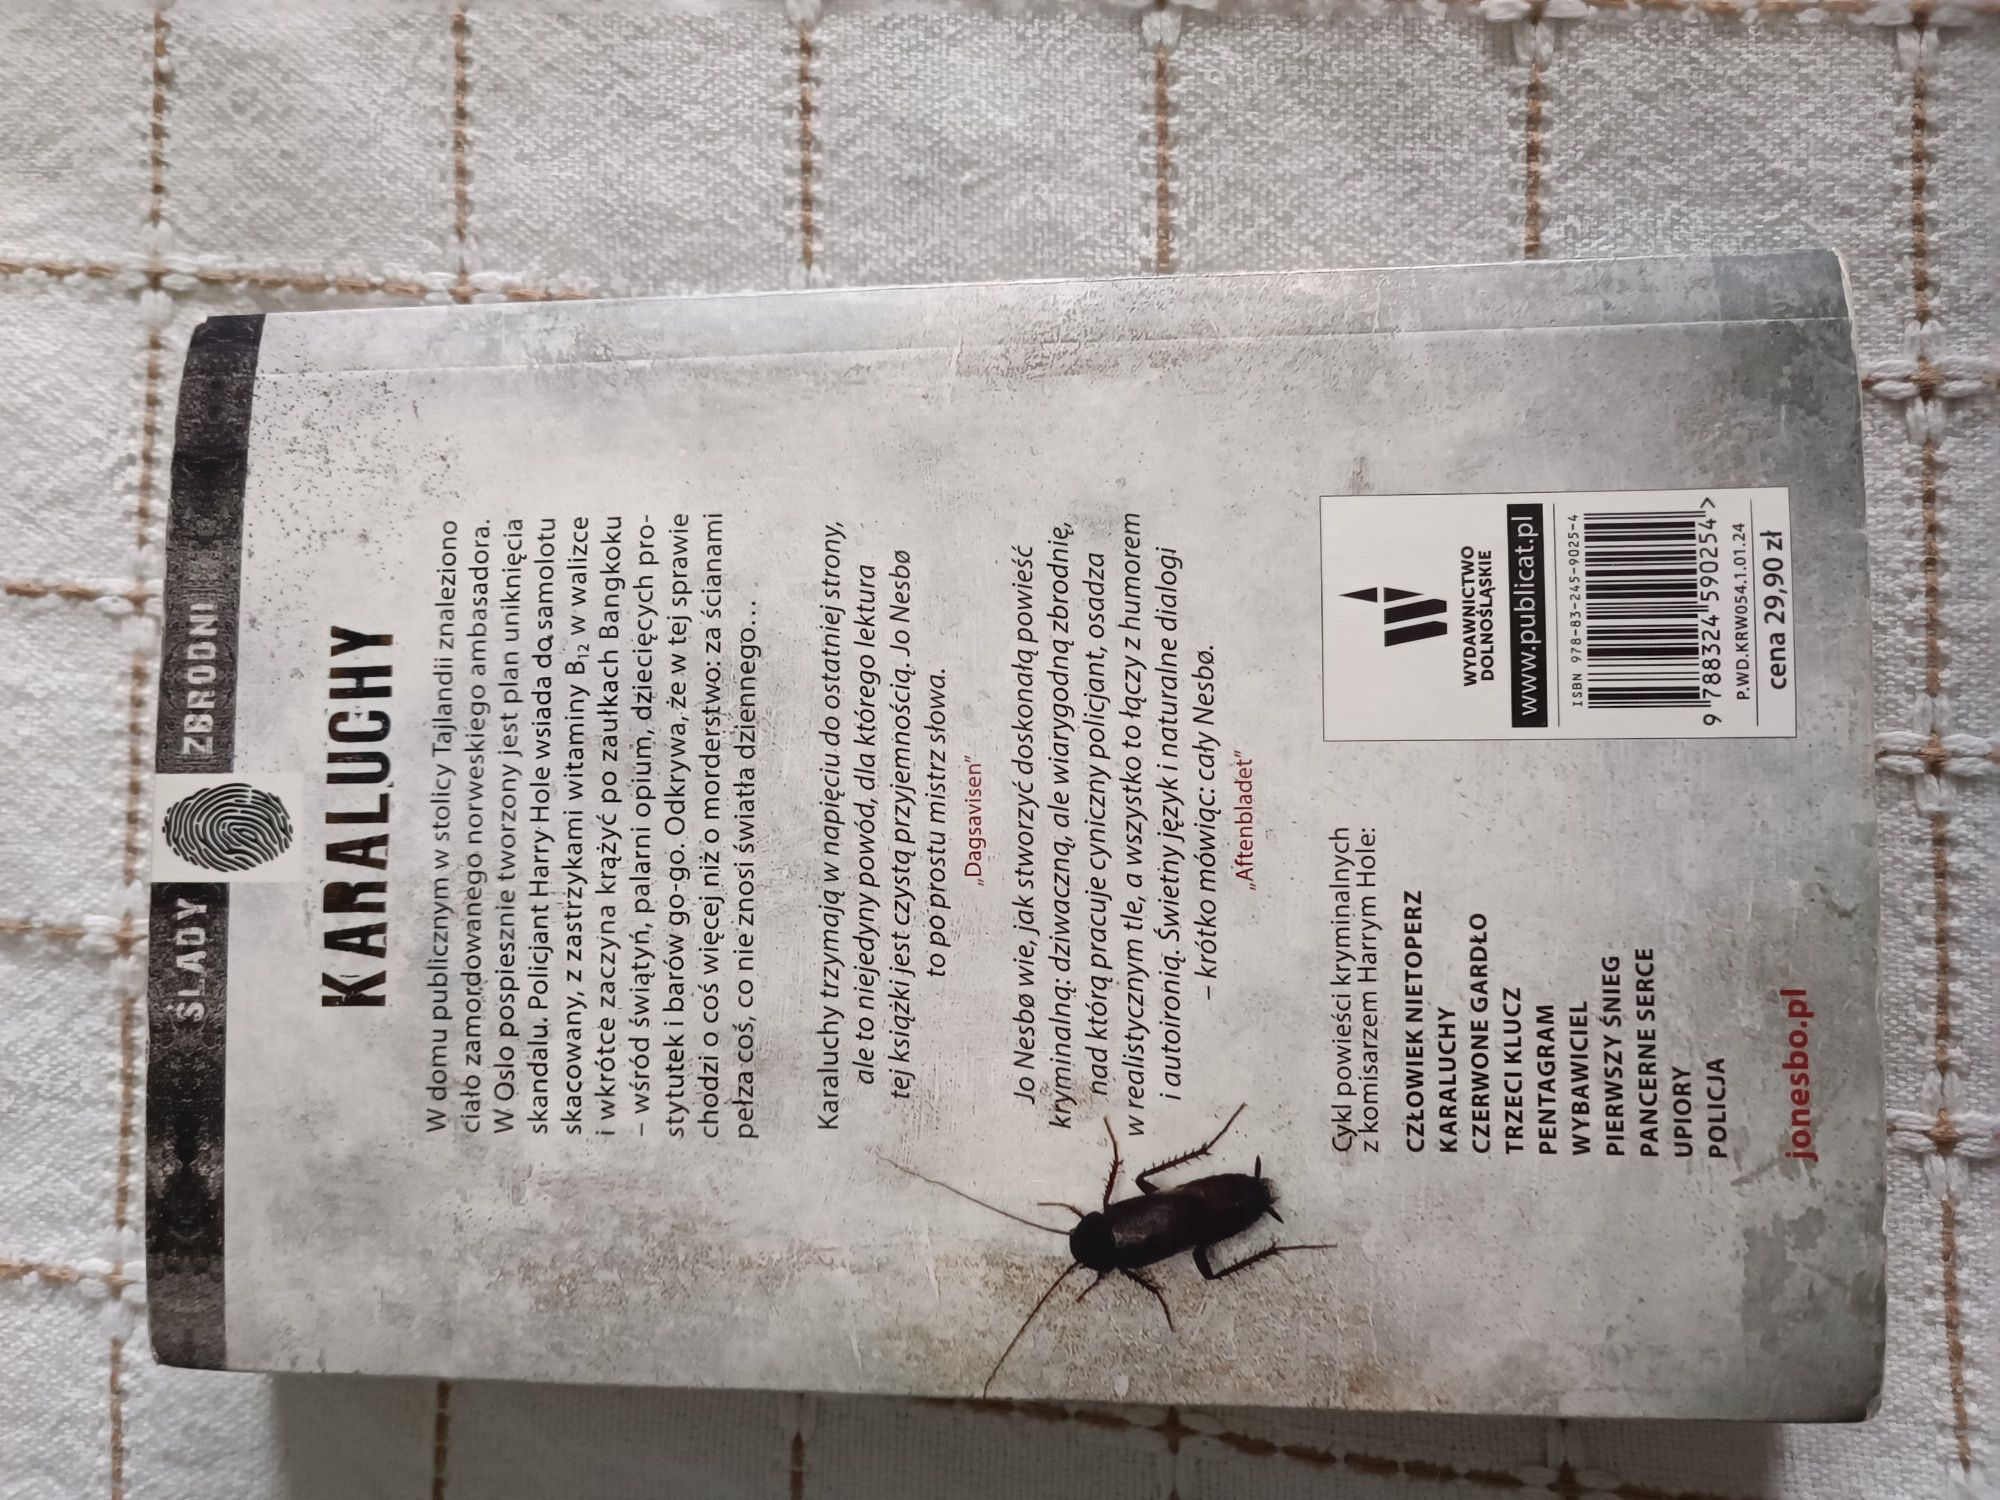 ŚLADY ZBRODNI
KARALUCHY
W domu publicznym w stolicy Tajlandii znaleziono
ciało zamordowanego norweskiego ambasadora.
W Oslo pospiesznie tworzony jest plan uniknięcia
skandalu. Policjant Harry Hole wsiada do samolotu
skacowany, z zastrzykami witaminy B12 w walizce
i wkrótce zaczyna krążyć po zaułkach Bangkoku
– wśród świątyń, palarni opium, dziecięcych pro-
stytutek i barów go-go. Odkrywa, że w tej sprawie
chodzi o coś więcej niż o morderstwo: za ścianami
pełza coś, co nie znosi światła dziennego...
Karaluchy trzymają w napięciu do ostatniej strony,
ale to niejedyny powód, dla którego lektura
tej książki jest czystą przyjemnością. Jo Nesbø
to po prostu mistrz słowa.
„Dagsavisen”
Jo Nesbø wie, jak stworzyć doskonałą powieść
kryminalną: dziwaczną, ale wiarygodną zbrodnię,
nad którą pracuje cyniczny policjant, osadza
w realistycznym tle, a wszystko to łączy z humorem
i autoironią. Świetny język i naturalne dialogi
– krótko mówiąc: cały Nesbø.
„Aftenbladet”
Cykl powieści kryminalnych
z komisarzem Harrym Hole:
CZŁOWIEK NIETOPERZ
KARALUCHY
CZERWONE GARDŁO
TRZECI KLUCZ
PENTAGRAM
WYBAWICIEL
PIERWSZY ŚNIEG
PANCERNE SERCE
UPIORY
POLICJA
jonesbo.pl
WYDAWNICTWO
DOLNOŚLĄSKIE
www.publicat.pl
ISBN 978-83-245-9025-4
9 788324 590254 >
P.WD.KRW054.1.01.24
cena 29,90 zł